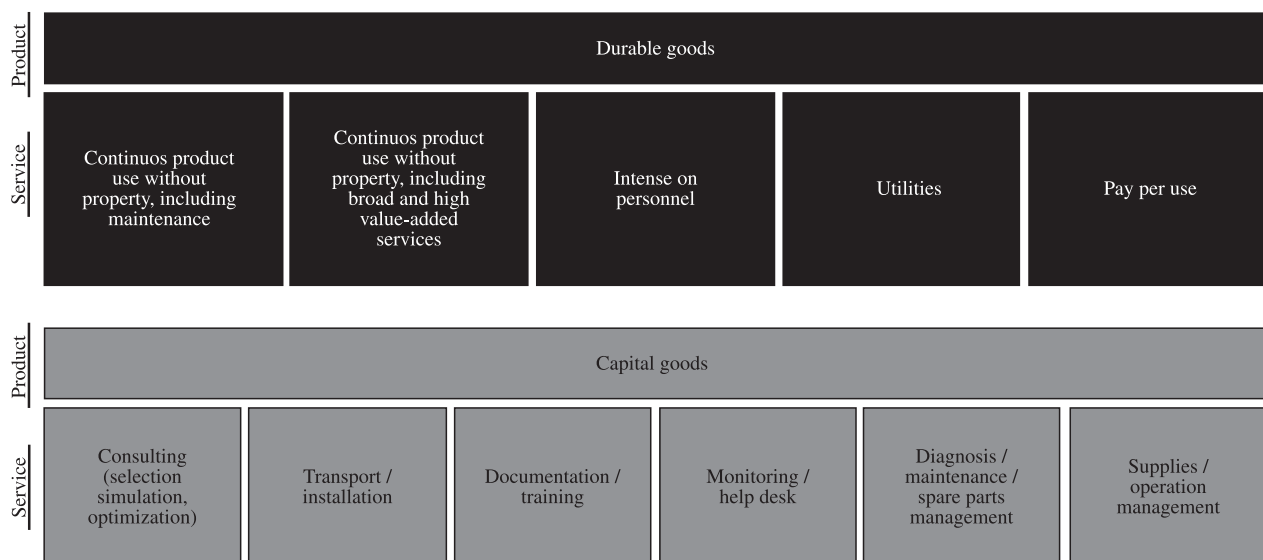 Product
Durable goods
Service
Continuos product
use without
property, including
maintenance
Continuos product
use without
property, including
broad and high
value-added
services
Intense on
personnel
Utilities
Pay per use
Product
Capital goods
Service
Consulting
(selection
simulation,
optimization)
Transport /
installation
Documentation /
training
Monitoring /
help desk
Diagnosis /
maintenance /
spare parts
management
Supplies /
operation
management